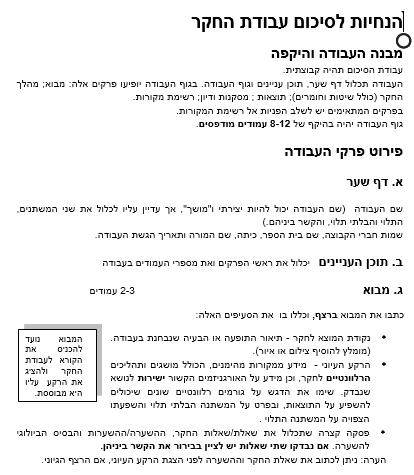 הנחיות לסיכום עבודת החקר
מבנה העבודה והיקפה
עבודת הסיכום תהיה קבוצתית.
העבודה תכלול דף שער, תוכן עניינים וגוף העבודה. בגוף העבודה יופיעו פרקים אלה: מבוא; מהלך
החקר (כולל שיטות וחומרים); תוצאות ; מסקנות ודיון; רשימת מקורות.
בפרקים המתאימים יש לשלב הפניות אל רשימת המקורות.
גוף העבודה יהיה בהיקף של 8-12 עמודים מודפסים.
פירוט פרקי העבודה
א. דף שער
שם העבודה (שם העבודה יכול להיות יצירתי ו"מושך", אך עדיין עליו לכלול את שני המשתנים,
התלוי והבלתי תלוי, והקשר ביניהם.)
שמות חברי הקבוצה, שם בית הספר, כיתה, שם המורה ותאריך הגשת העבודה.
ב. תוכן העניינים יכלול את ראשי הפרקים ואת מספרי העמודים בעבודה
ג. מבוא 2-3 עמודים
כתבו את המבוא ברצף, וכללו בו את הסעיפים האלה:
• נקודת המוצא לחקר - תיאור התופעה או הבעיה שנבחנת בעבודה.
(מומלץ להוסיף צילום או איור).
• הרקע העיוני - מידע ממקורות מהימנים, הכולל מושגים ותהליכים
הרלוונטיים לחקר, וכן מידע על האורגניזמים הקשור ישירות לנושא
שנבדק. שימו את הדגש על גורמים רלוונטיים שונים שיכולים
להשפיע על התוצאות, ובפרט על המשתנה הבלתי תלוי והשפעתו
הצפויה על המשתנה התלוי .
• פסקה קצרה שתכלול את שאלת/שאלות החקר, ההשערה/ההשערות והבסיס הביולוגי
להשערה. אם נבדקו שתי שאלות יש לציין בבירור את הקשר ביניהן.
הערה: ניתן לכתוב את שאלת החקר וההשערה לפני הצגת הרקע העיוני, אם הרצף הגיוני.
המבוא נועד
להכניס את
הקורא לעבודת
החקר ולהציג
את הרקע עליו
היא מבוססת.